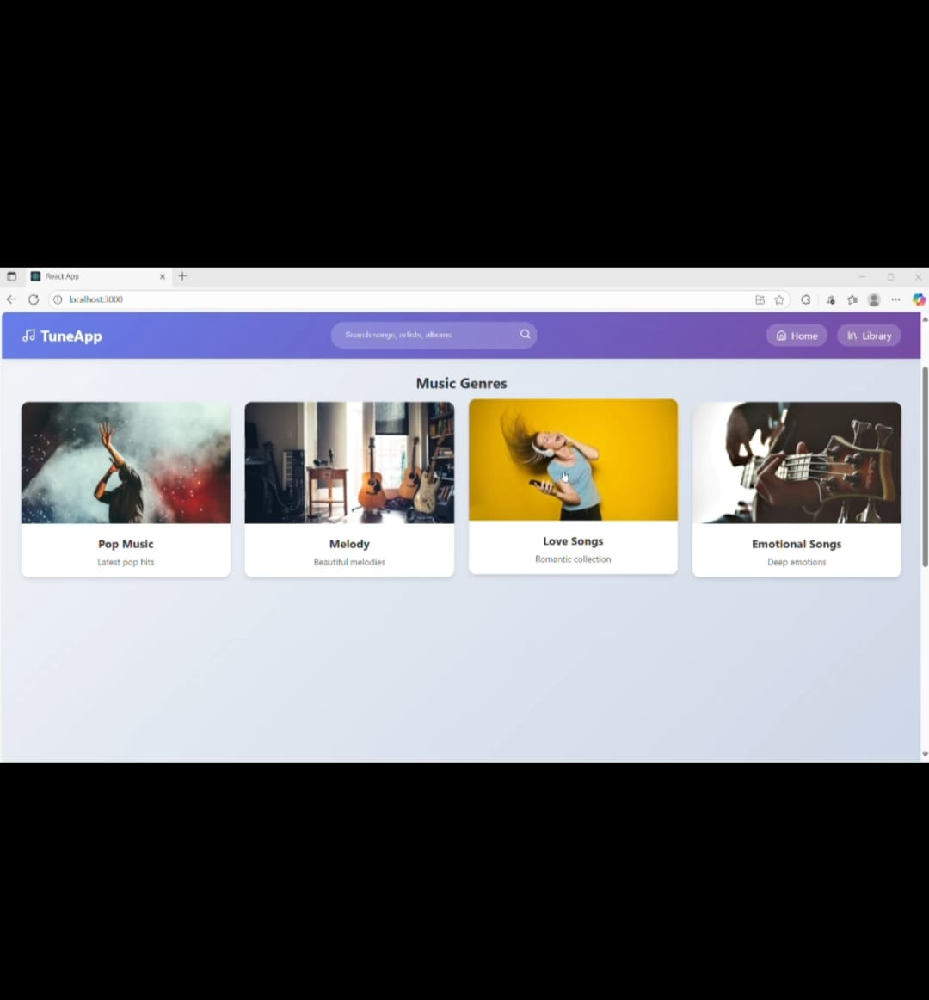 React App
localhost:3000
TuneApp
Search songs, artists, albums
Home
Library
Music Genres
Pop Music
Latest pop hits
Melody
Beautiful melodies
Love Songs
Romantic collection
Emotional Songs
Deep emotions